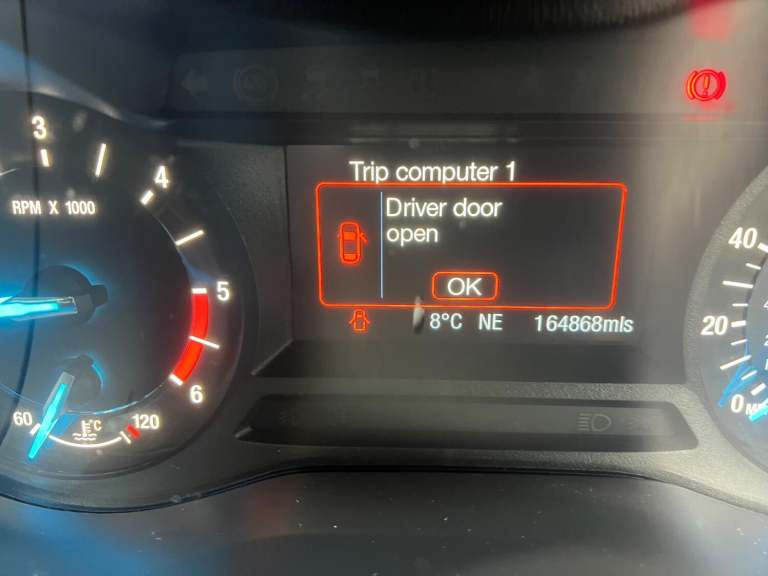 3
4
RPM X 1000
5
6
60
°C
120
Trip computer 1
Driver door
open
OK
8°C NE 164868mls
40
20
0